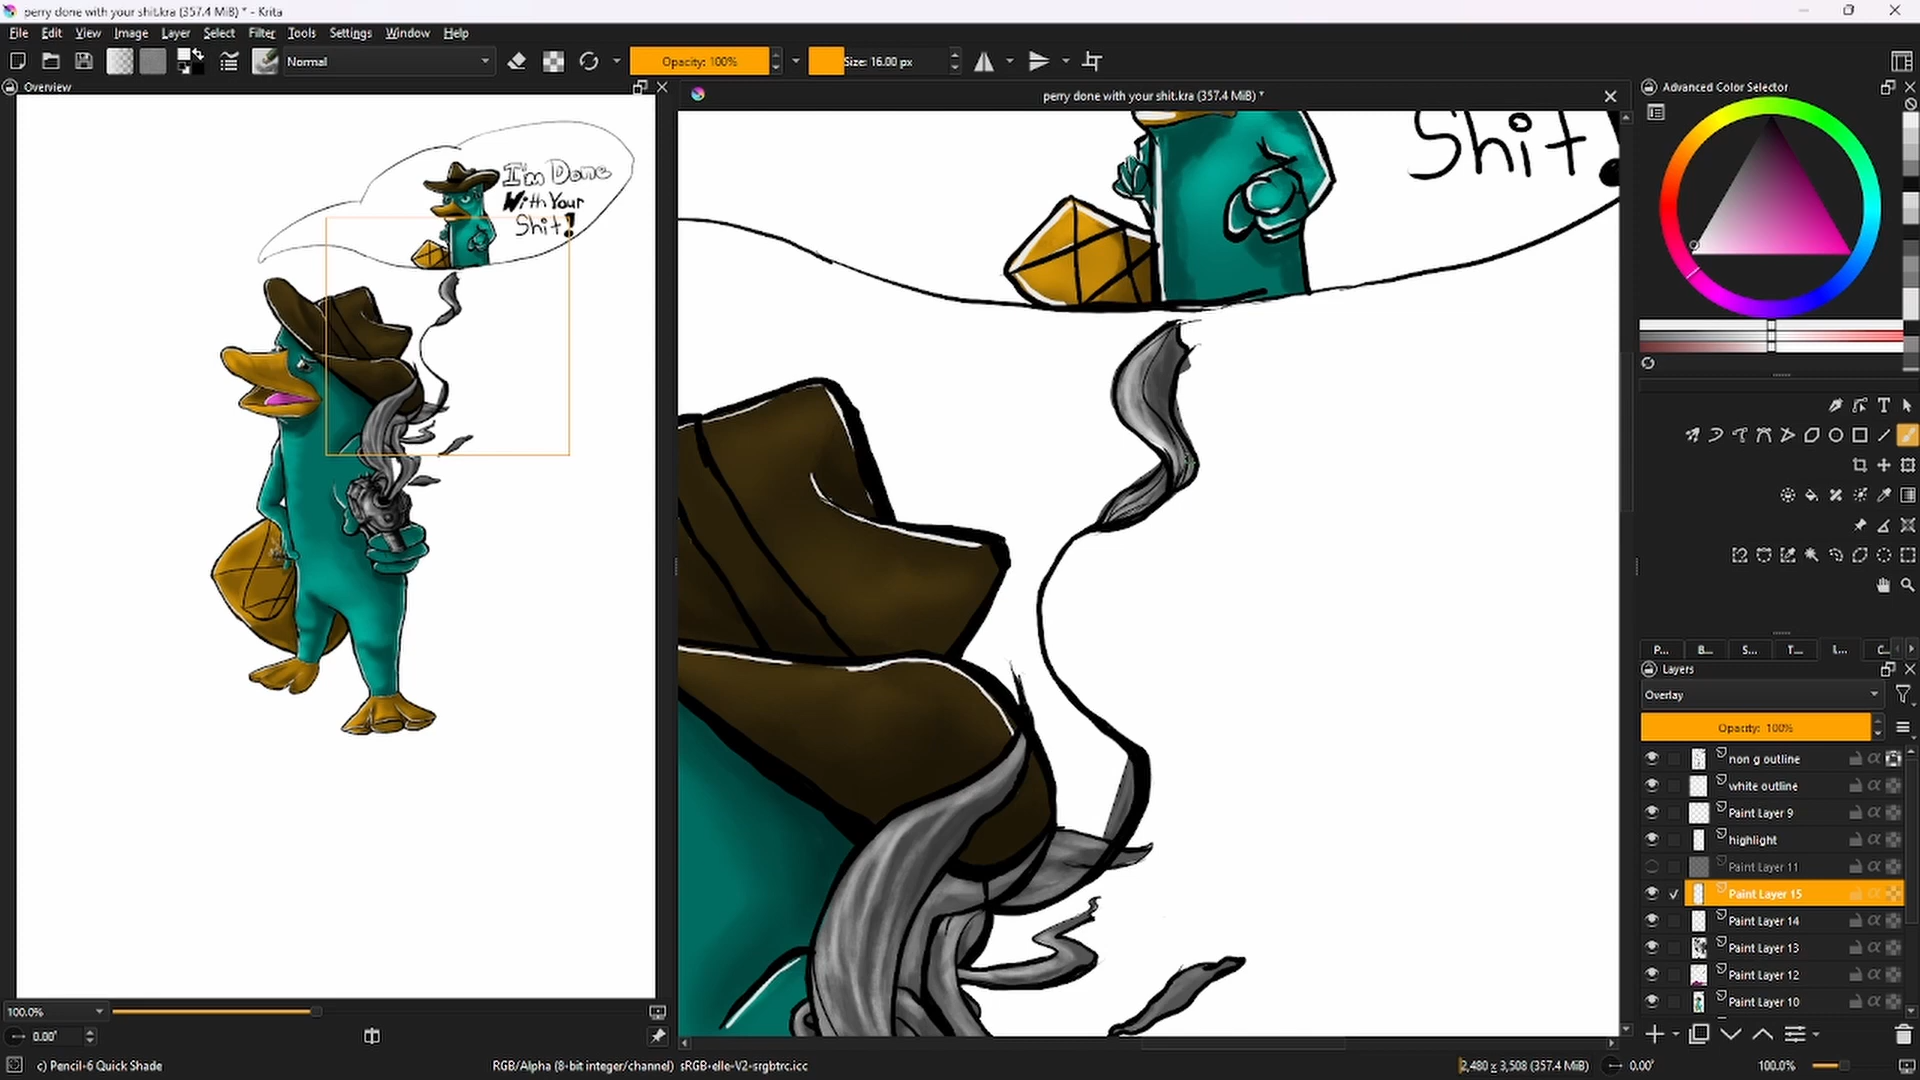 perry done with your shit.kra (357.4 MiB) * - Krita
File Edit View Image Layer Select Filter Tools Settings Window Help
Normal
Opacity: 100%
Size: 16.00 px
Overview
perry done with your shit.kra (357.4 MiB) *
Advanced Color Selector
I'm Done
With Your
Shit!
Shit!
P... B... S... T... l... C...
Layers
Overlay
Opacity: 100%
non g outline
white outline
Paint Layer 9
highlight
Paint Layer 11
Paint Layer 15
Paint Layer 14
Paint Layer 13
Paint Layer 12
Paint Layer 10
100.0%
0.00°
c) Pencil-6 Quick Shade
RGB/Alpha (8-bit integer/channel) sRGB-elle-V2-srgbtrc.icc
2,480 x 3,508 (357.4 MiB)
0.00°
100.0%